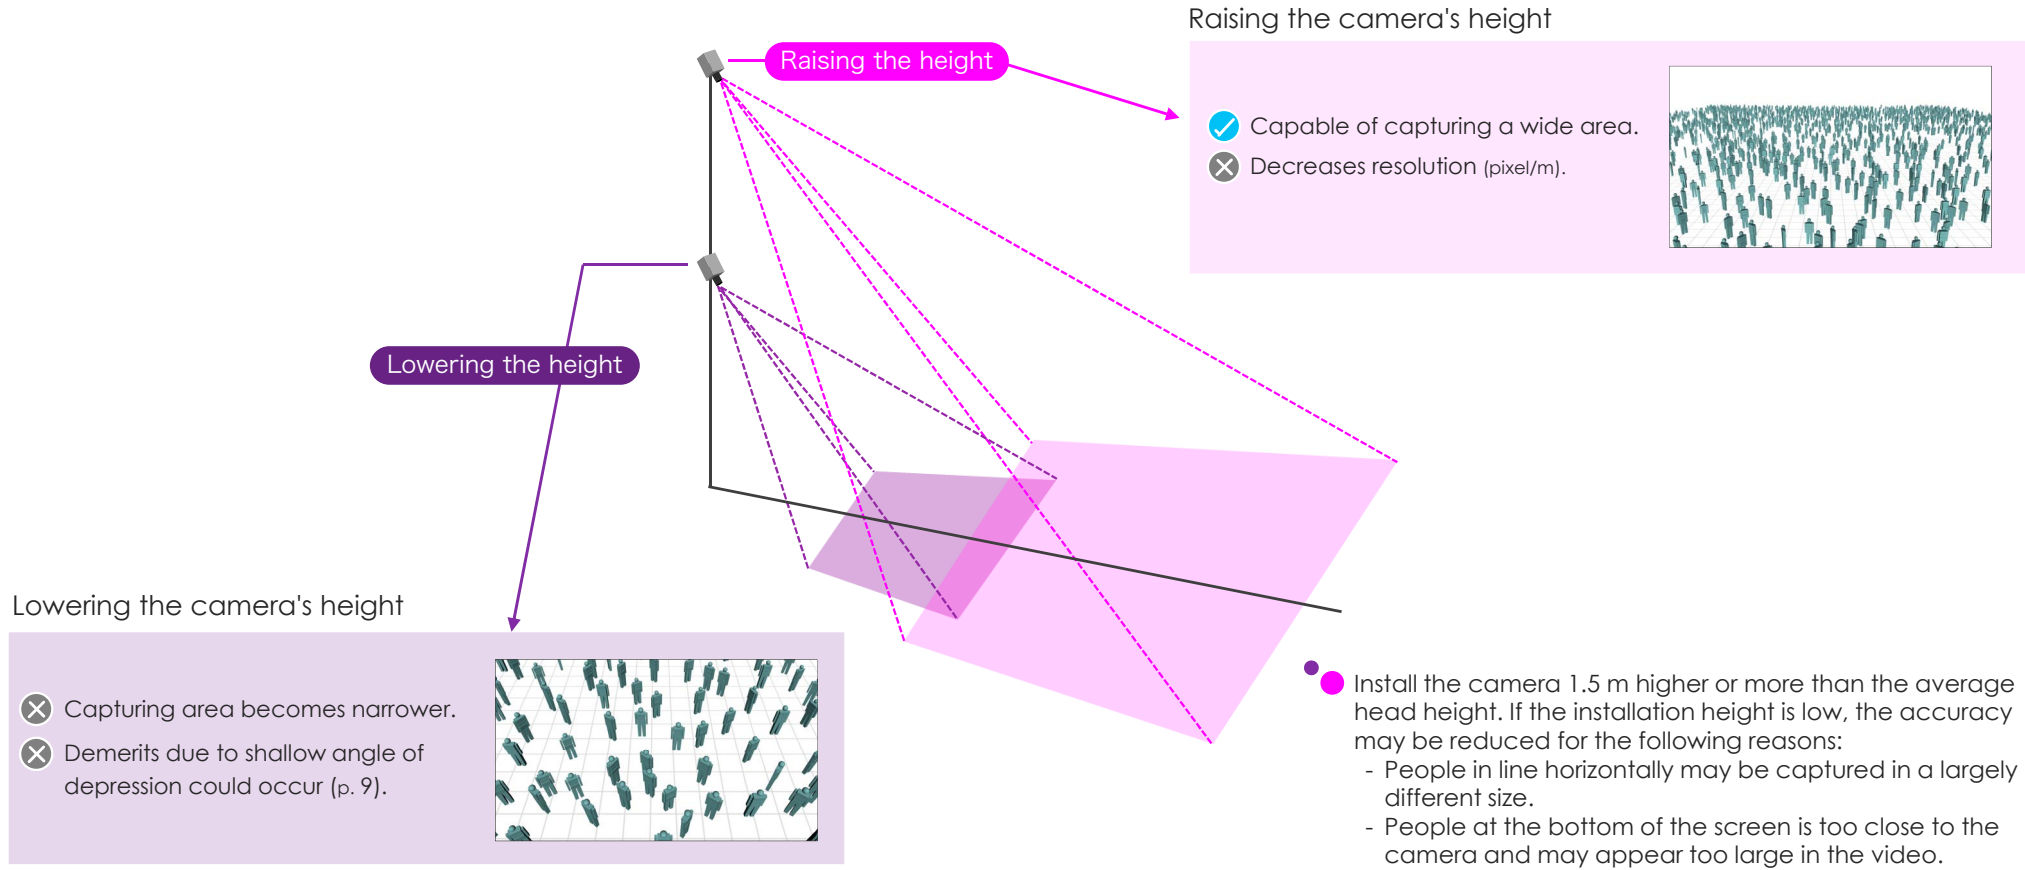 Raising the camera's height
Raising the height
Capable of capturing a wide area.
Decreases resolution (pixel/m).
Lowering the height
Lowering the camera's height
Capturing area becomes narrower.
Demerits due to shallow angle of
depression could occur (p. 9).
Install the camera 1.5 m higher or more than the average
head height. If the installation height is low, the accuracy
may be reduced for the following reasons:
- People in line horizontally may be captured in a largely
different size.
- People at the bottom of the screen is too close to the
camera and may appear too large in the video.